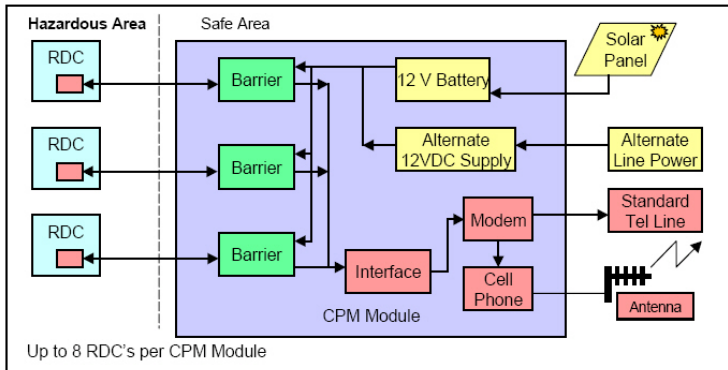 Hazardous Area
Safe Area
RDC
Barrier
12 V Battery
Solar
Panel
RDC
Barrier
Alternate
12VDC Supply
Alternate
Line Power
RDC
Barrier
Interface
Modem
Standard
Tel Line
Cell
Phone
Antenna
CPM Module
Up to 8 RDC's per CPM Module